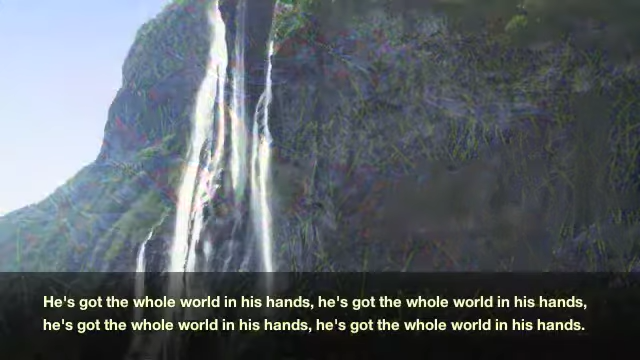 He's got the whole world in his hands, he's got the whole world in his hands,
he's got the whole world in his hands, he's got the whole world in his hands.